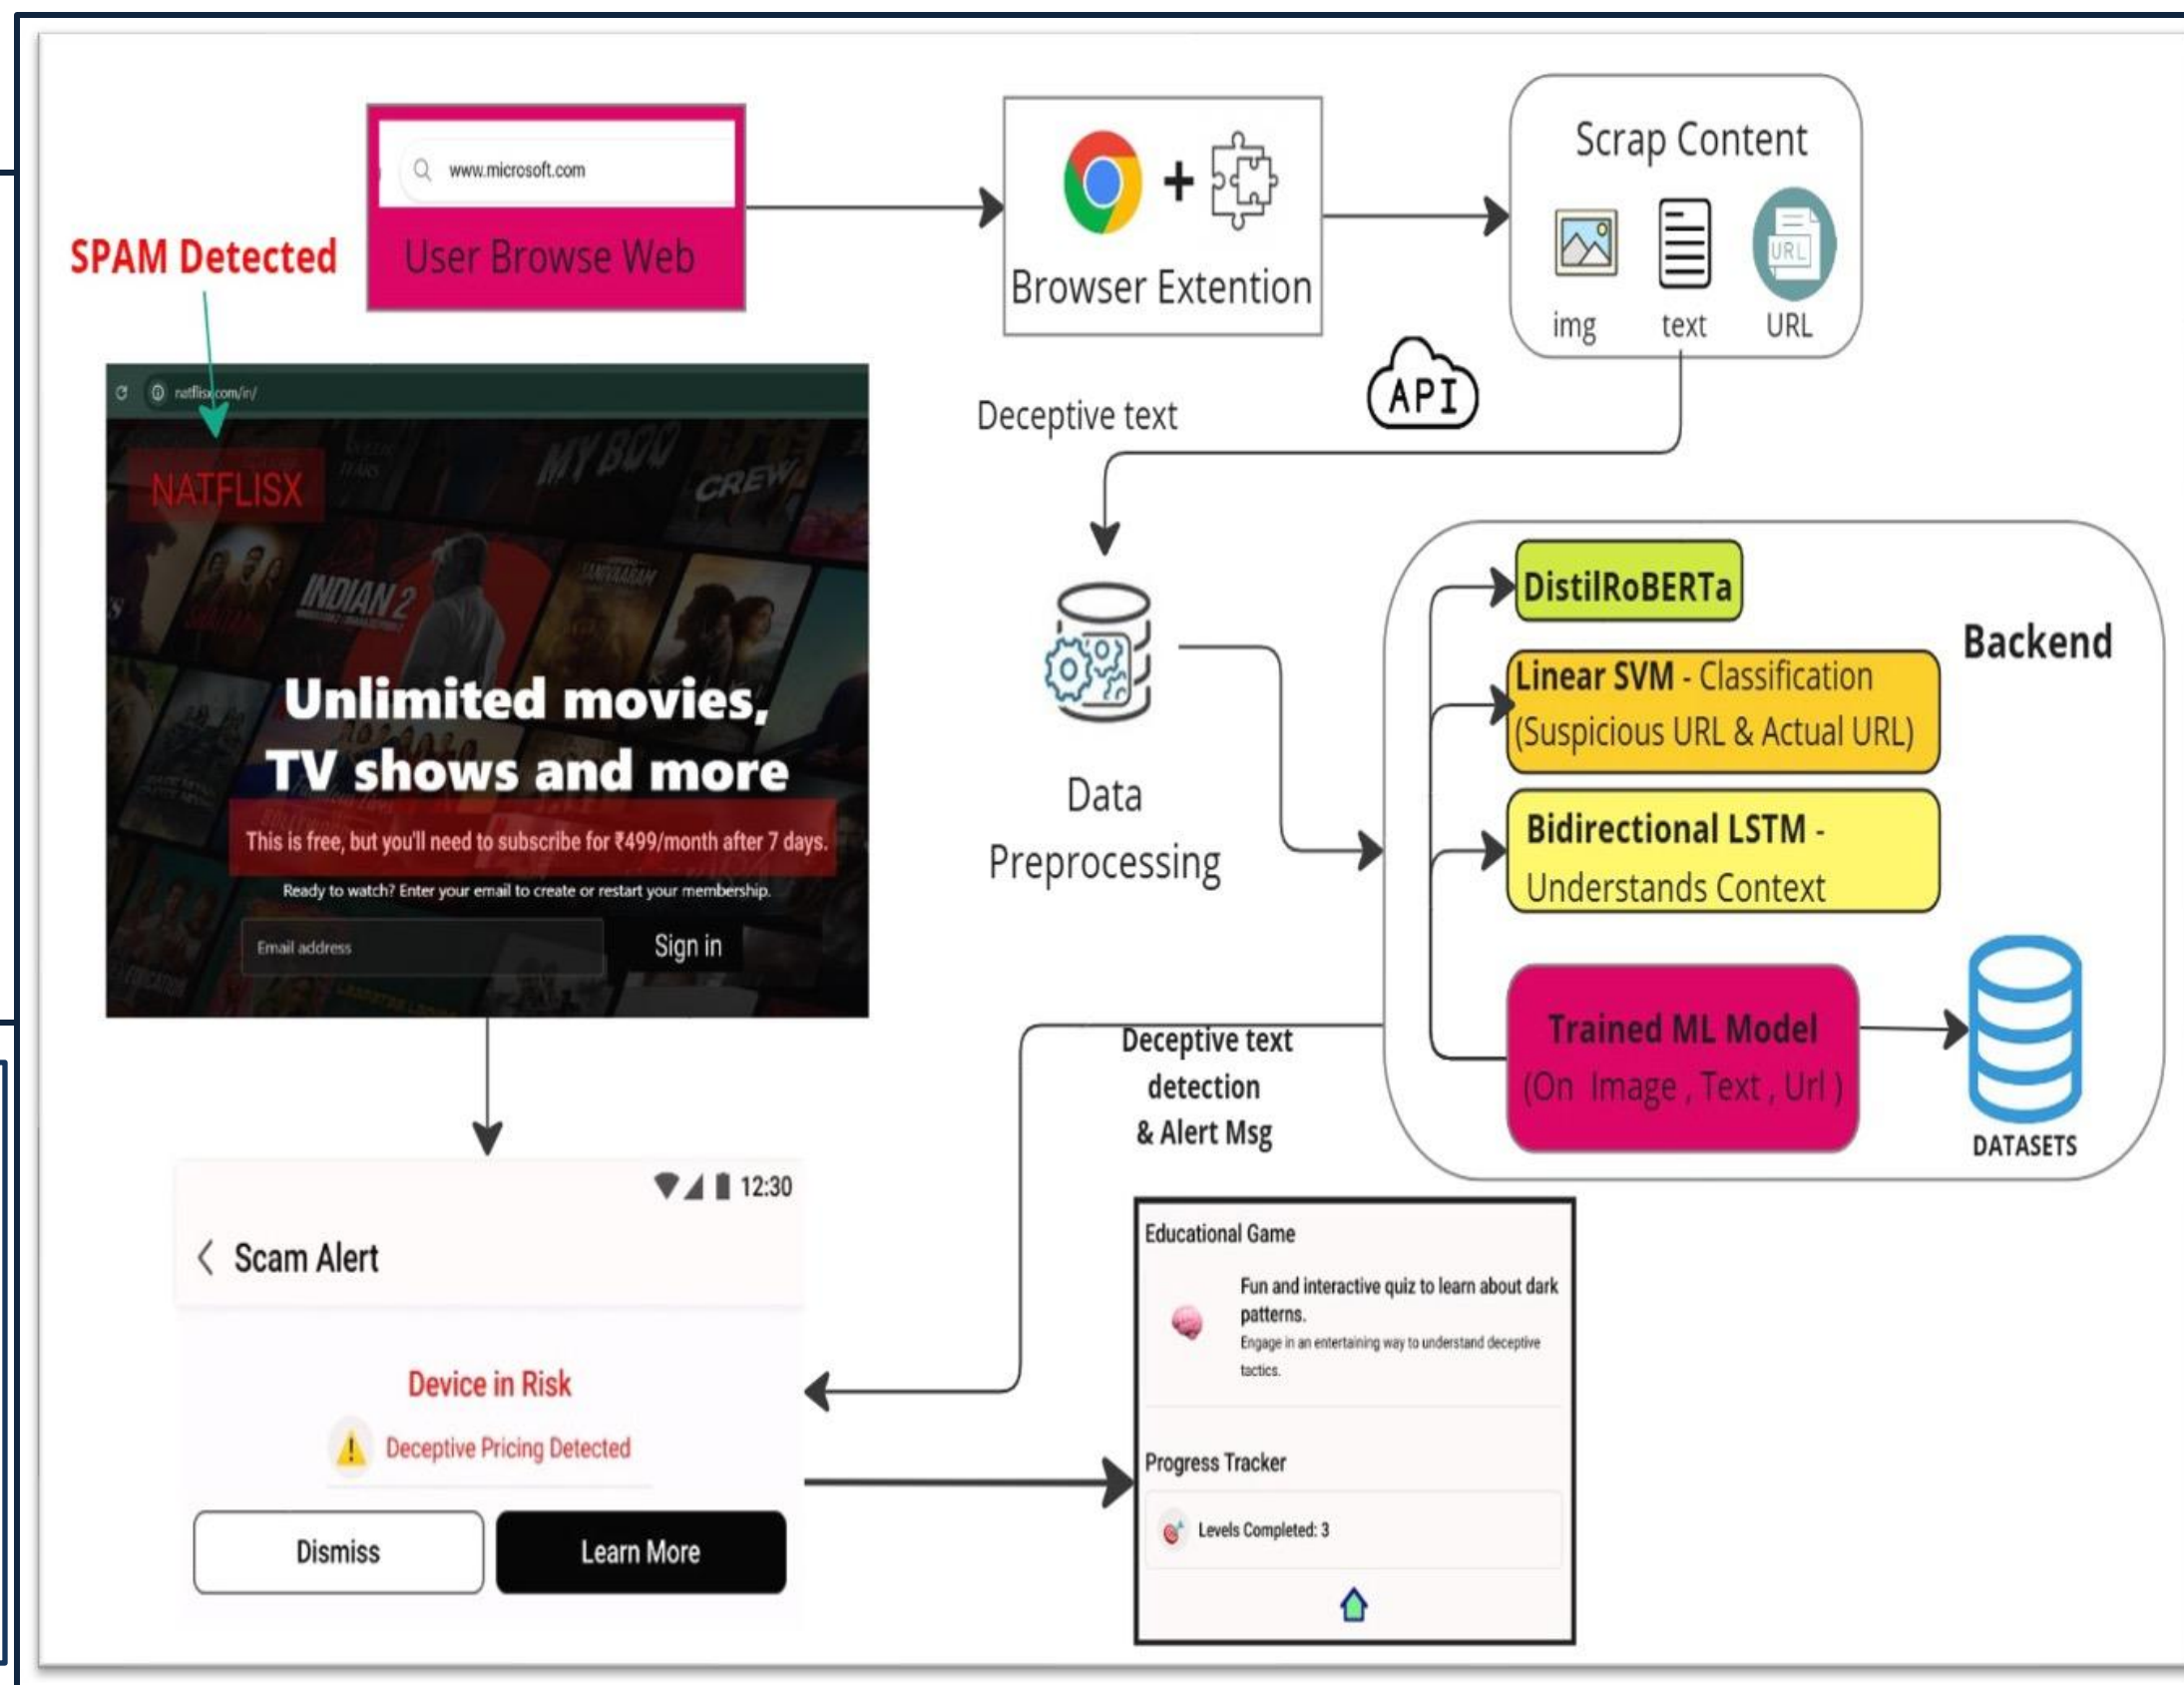 www.microsoft.com
User Browse Web
Browser Extention
Scrap Content
img
text
URL
URL
SPAM Detected
natflisx.com/in/
NATFLISX
MY BOO
CREW
INDIAN 2
Unlimited movies,
TV shows and more
This is free, but you'll need to subscribe for ₹499/month after 7 days.
Ready to watch? Enter your email to create or restart your membership.
Email address
Sign in
API
Deceptive text
Data
Preprocessing
Backend
DistilRoBERTa
Linear SVM - Classification
(Suspicious URL & Actual URL)
Bidirectional LSTM -
Understands Context
Trained ML Model
(On Image , Text , Url )
DATASETS
Deceptive text
detection
& Alert Msg
12:30
Scam Alert
Device in Risk
Deceptive Pricing Detected
Dismiss
Learn More
Educational Game
Fun and interactive quiz to learn about dark
patterns.
Engage in an entertaining way to understand deceptive
tactics.
Progress Tracker
Levels Completed: 3